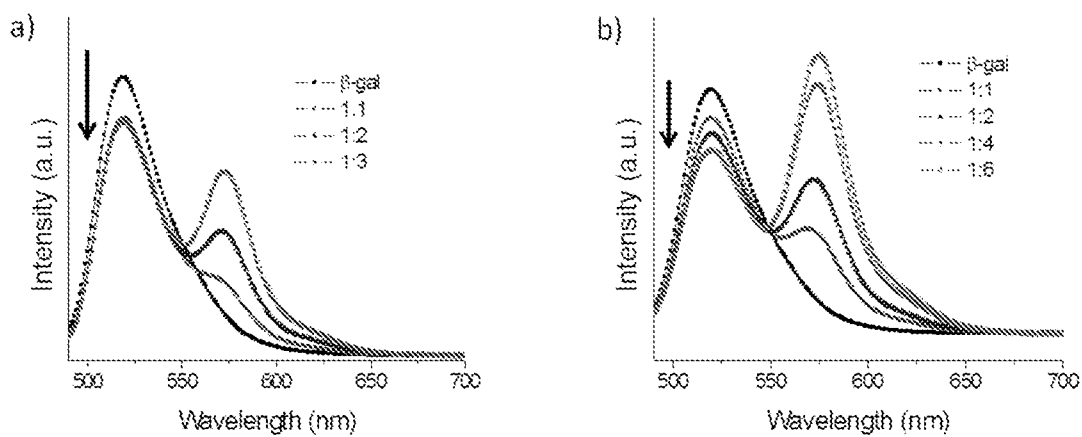 a)
Intensity (a.u.)
β-gal
1:1
1:2
1:3
500 550 600 650 700
Wavelength (nm)
b)
Intensity (a.u.)
β-gal
1:1
1:2
1:4
1:6
500 550 600 650 700
Wavelength (nm)